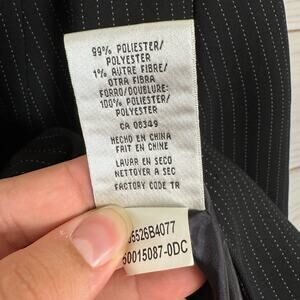 99% POLIESTER/
POLYESTER
1% AUTRE FIBRE/
OTRA FIBRA
FORRO/DOUBLURE:
100% POLIESTER/
POLYESTER
CA 08349
HECHO EN CHINA
FAIT EN CHINE
LAVAR EN SECO
NETTOYER A SEC
FACTORY CODE TR
05526B4077
60015087-0DC